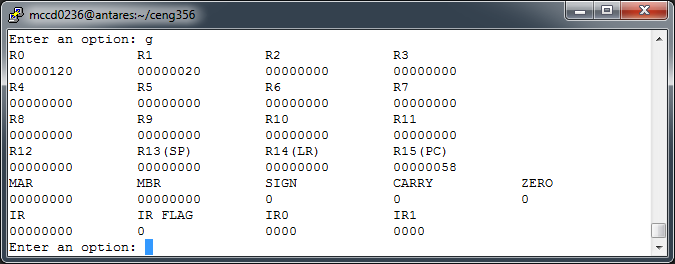 mccd0236@antares:~/ceng356
Enter an option: g
R0 R1 R2 R3
00000120 00000020 00000000 00000000
R4 R5 R6 R7
00000000 00000000 00000000 00000000
R8 R9 R10 R11
00000000 00000000 00000000 00000000
R12 R13(SP) R14(LR) R15(PC)
00000000 00000000 00000000 00000058
MAR MBR SIGN CARRY ZERO
00000000 00000000 0 0 0
IR IR FLAG IR0 IR1
00000000 0 0000 0000
Enter an option: